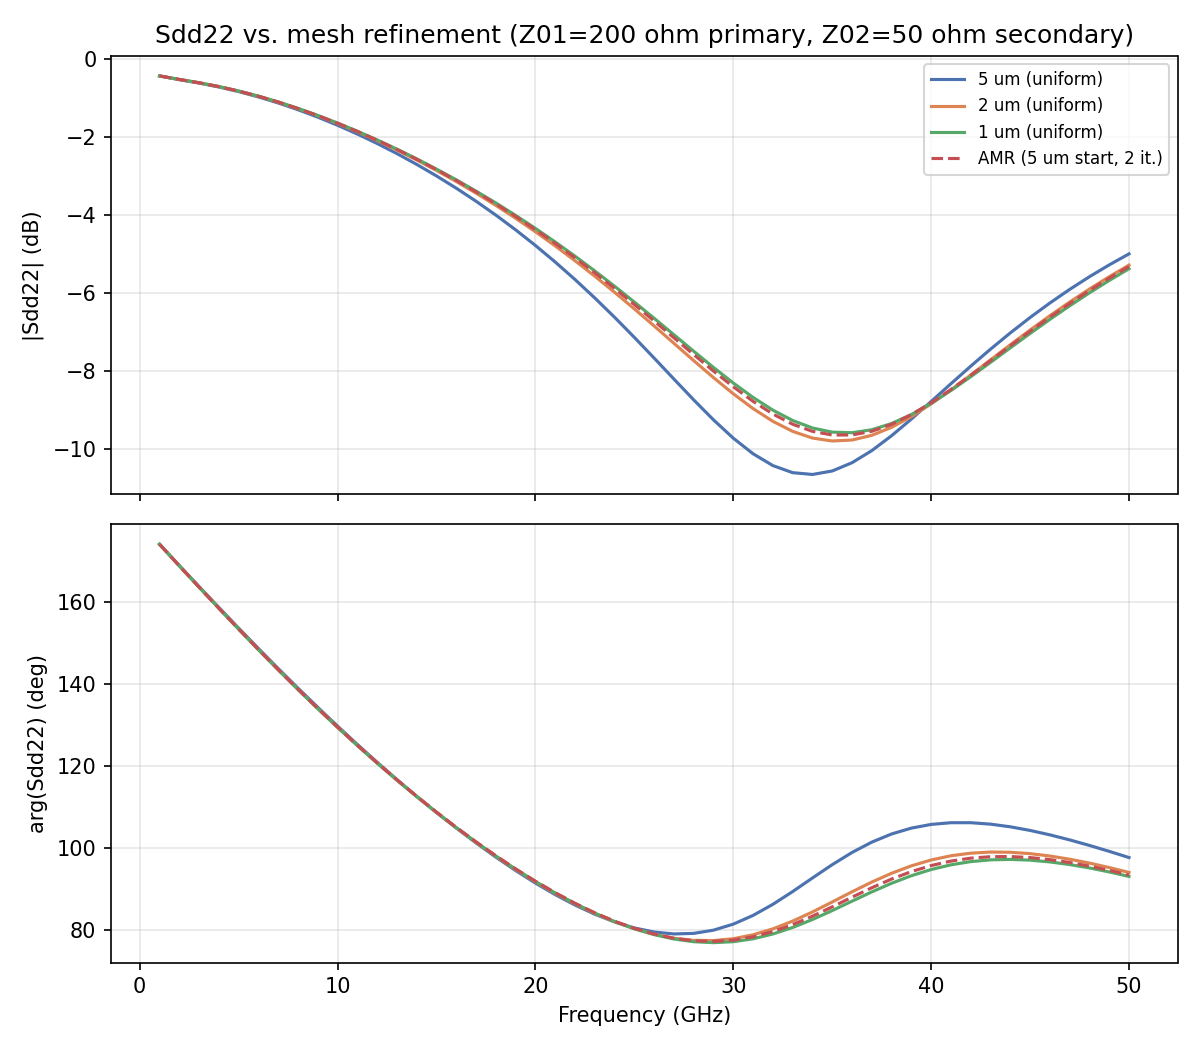 Sdd22 vs. mesh refinement (Z01=200 ohm primary, Z02=50 ohm secondary)
0
−2
−4
−6
−8
−10
|Sdd22| (dB)
5 um (uniform)
2 um (uniform)
1 um (uniform)
AMR (5 um start, 2 it.)
160
140
120
100
80
arg(Sdd22) (deg)
0 10 20 30 40 50
Frequency (GHz)